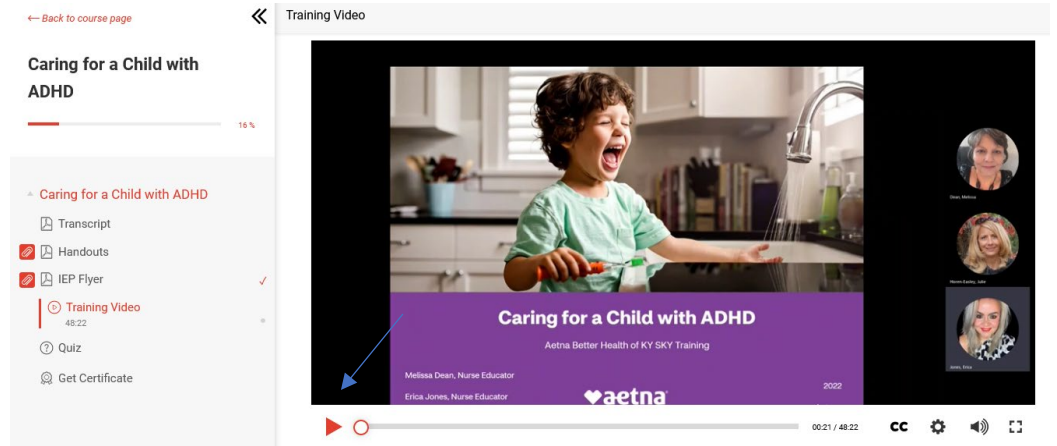 ← Back to course page
Caring for a Child with
ADHD
16 %
Caring for a Child with ADHD
Transcript
Handouts
IEP Flyer
Training Video
48:22
Quiz
Get Certificate
Training Video
Caring for a Child with ADHD
Aetna Better Health of KY SKY Training
Melissa Dean, Nurse Educator
Erica Jones, Nurse Educator
aetna
2022
Dean, Melissa
Jones, Erica
00:21 / 48:22
CC